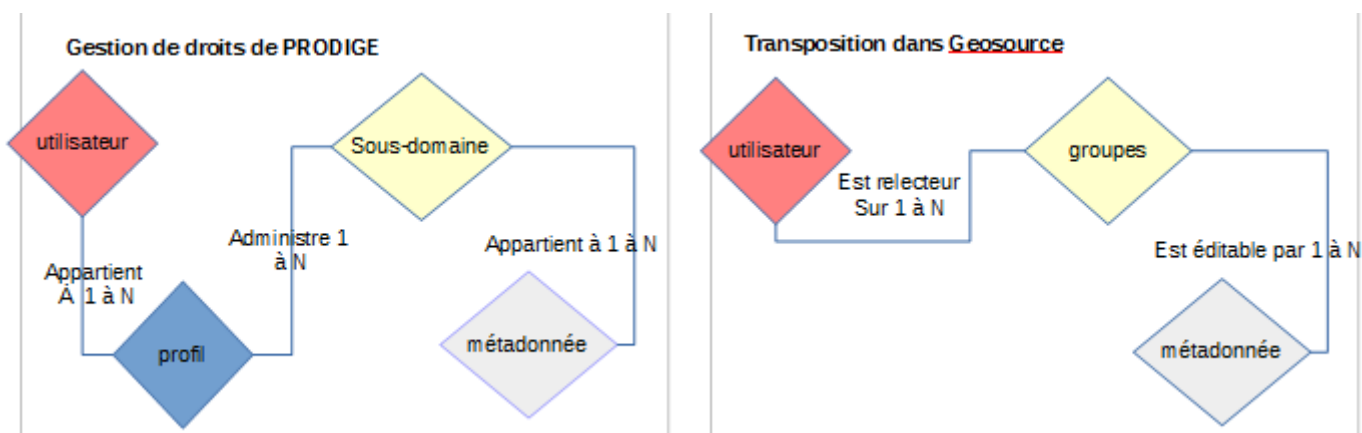 Gestion de droits de PRODIGE
utilisateur
Sous-domaine
Administre 1
à N
Appartient à 1 à N
Appartient
À 1 à N
profil
métadonnée
Transposition dans Geosource
utilisateur
groupes
Est relecteur
Sur 1 à N
Est éditable par 1 à N
métadonnée